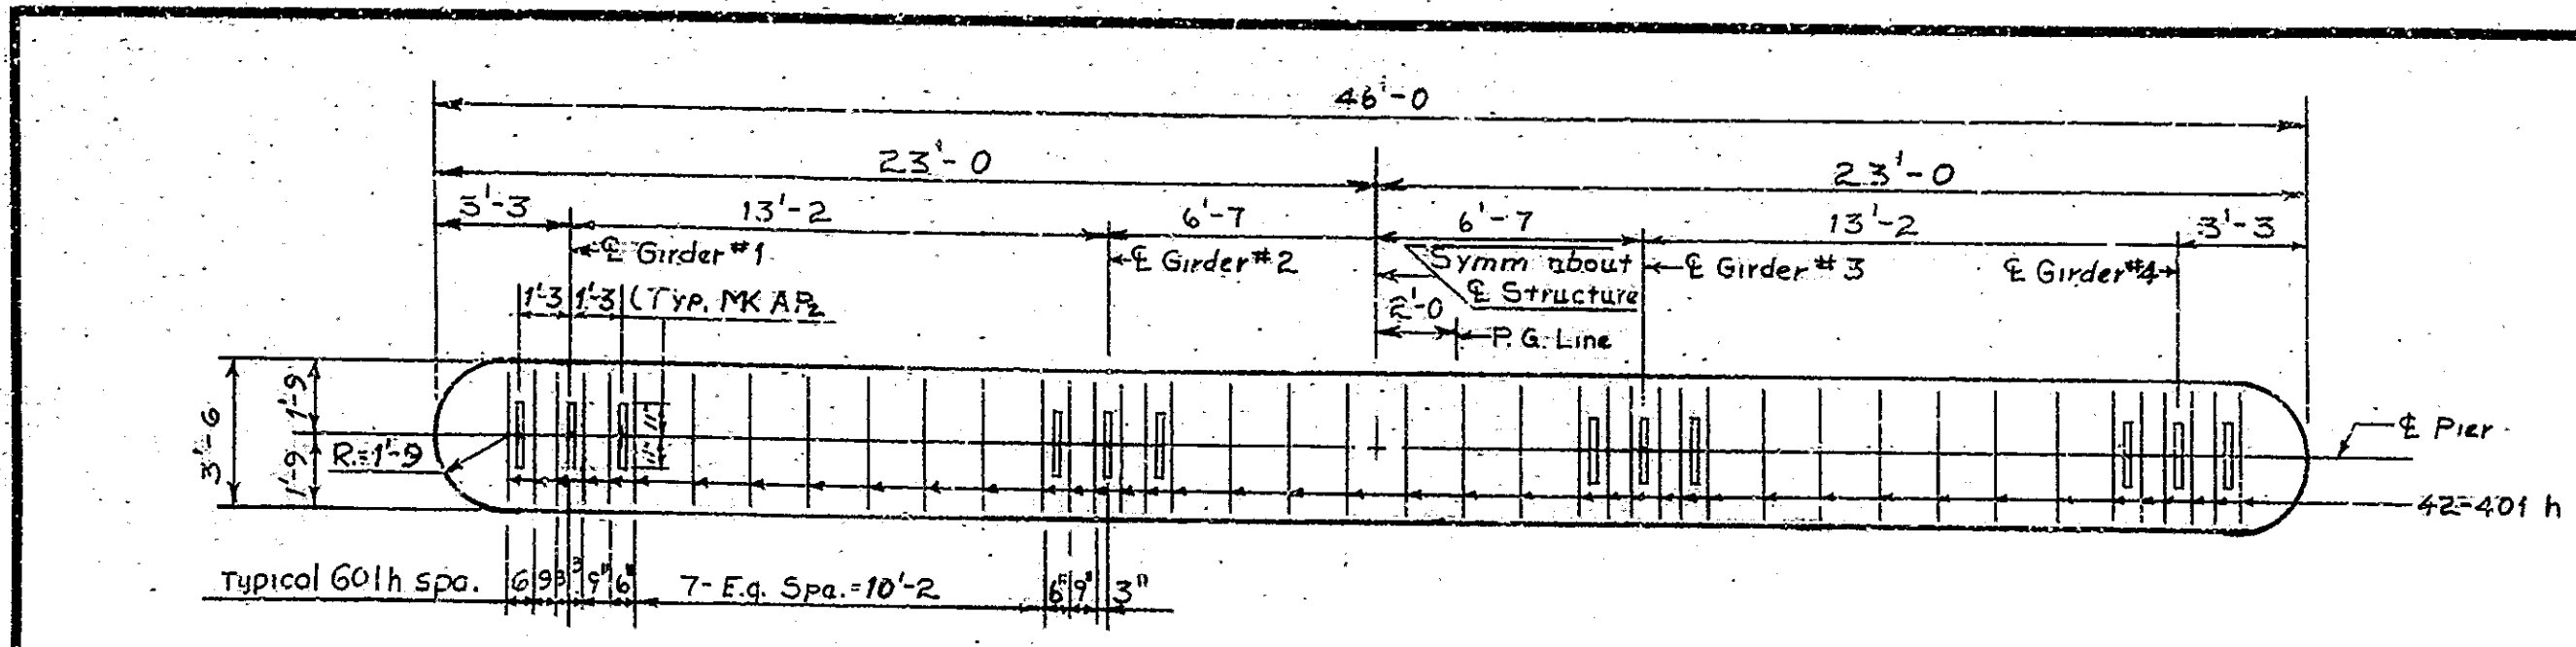 46'-0
23'-0
23'-0
3'-3
13'-2
6'-7
6'-7
13'-2
3'-3
℄ Girder #1
℄ Girder #2
Symm about
℄ Structure
℄ Girder #3
℄ Girder #4
1'-3 1'-3 (Typ. MK AP2
2'-0
P.G. Line
3'-6
1'-9
1'-9
R.=1'-9
11"
11"
℄ Pier
42-401 h
Typical 601h spa.
6 9 3 3 9" 6"
7- E.q. Spa.=10'-2
6" 9" 3"